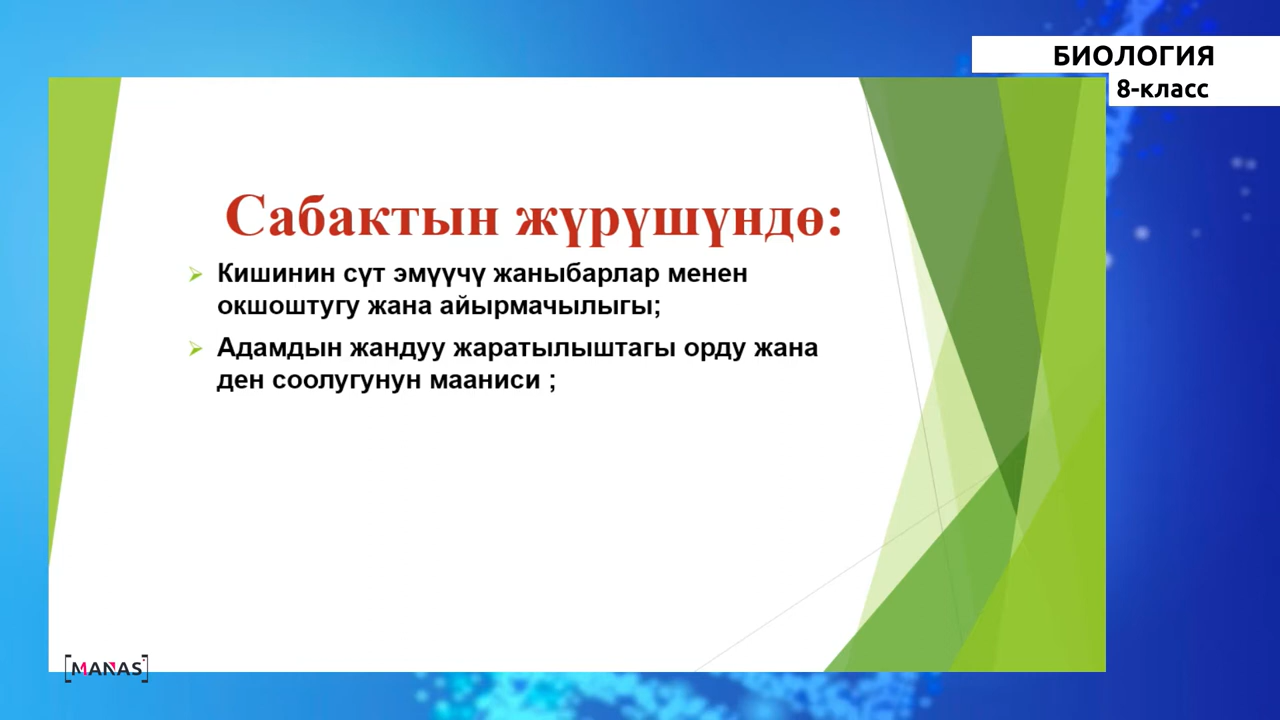 БИОЛОГИЯ
8-класс
Сабактын жүрүшүндө:
Кишинин сүт эмүүчү жаныбарлар менен
окшоштугу жана айырмачылыгы;
Адамдын жандуу жаратылыштагы орду жана
ден соолугунун мааниси ;
[MANAS]